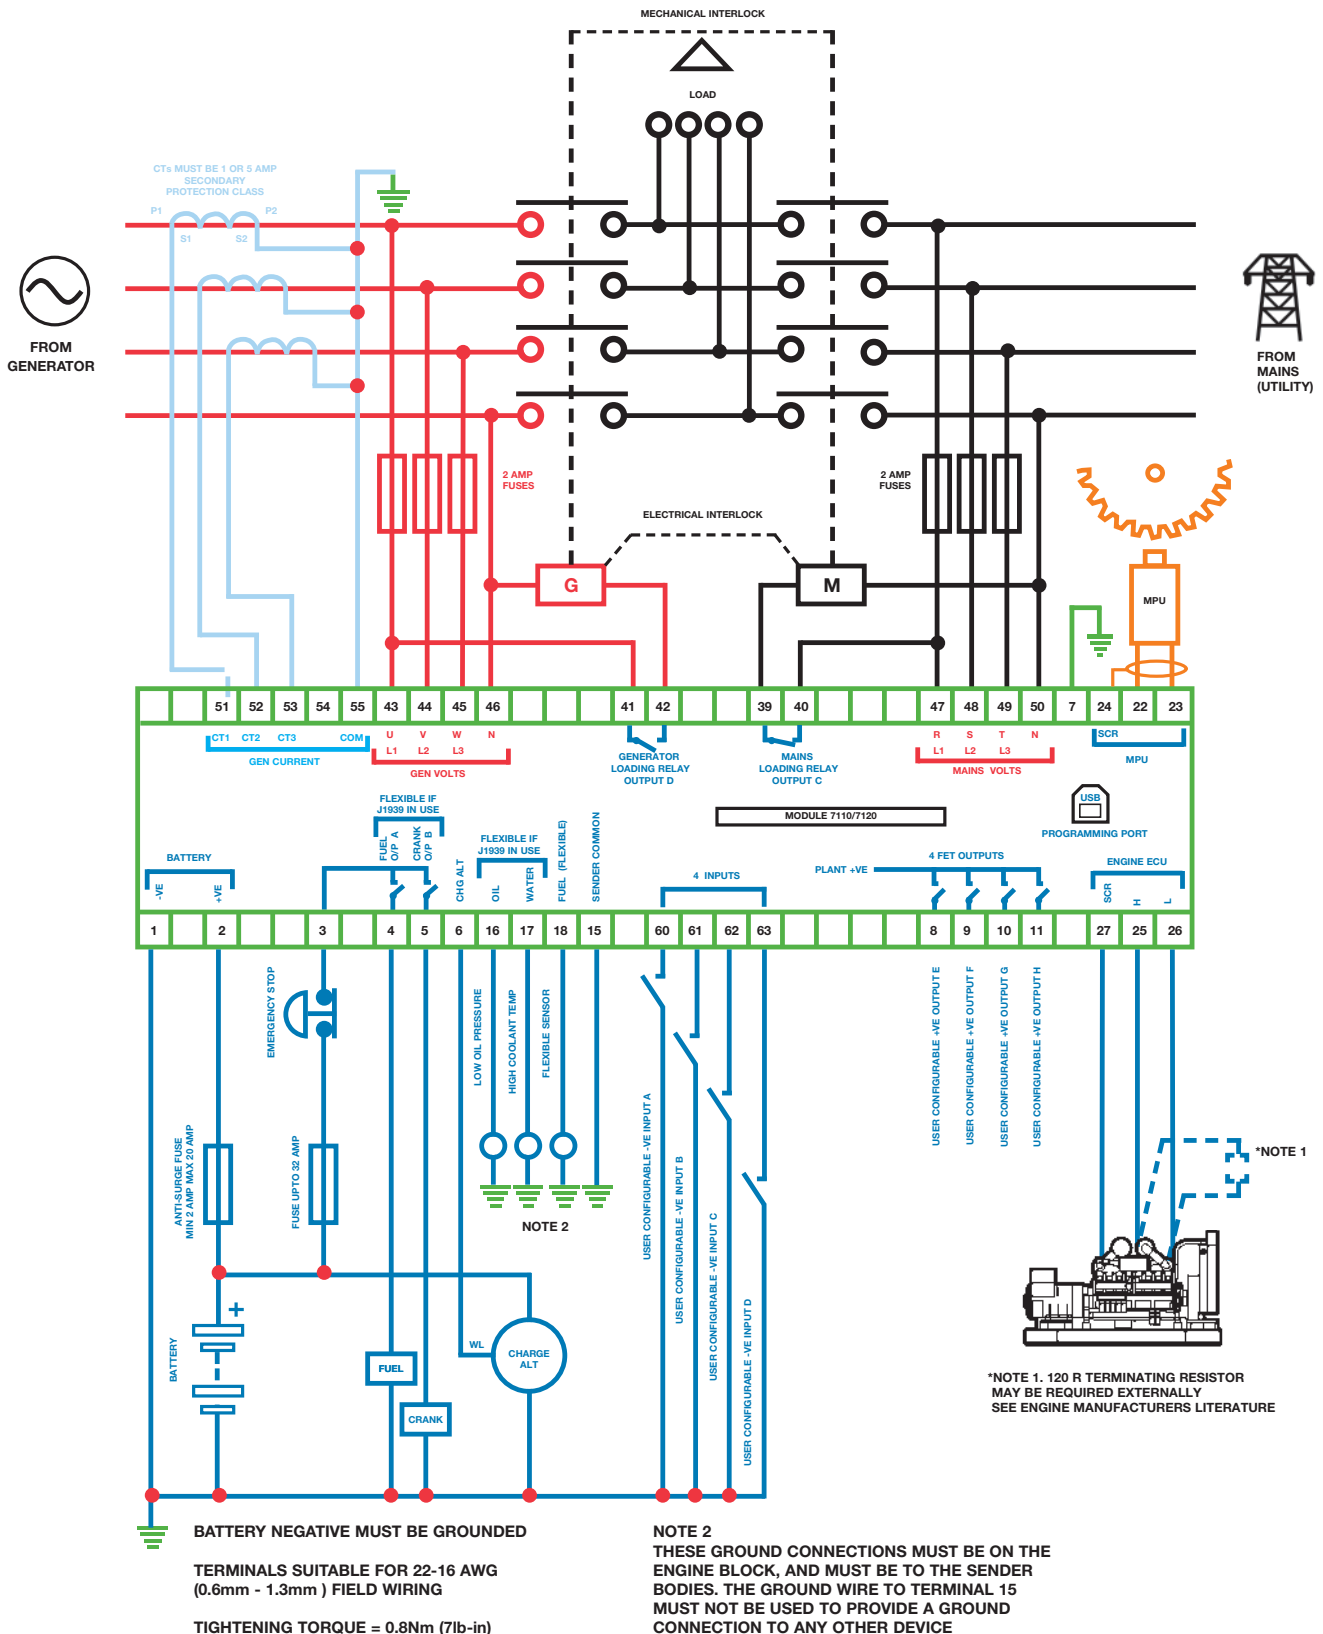 MECHANICAL INTERLOCK
LOAD
CTs MUST BE 1 OR 5 AMP
SECONDARY
PROTECTION CLASS
P1
P2
S1
S2
FROM
GENERATOR
FROM
MAINS
(UTILITY)
2 AMP
FUSES
2 AMP
FUSES
ELECTRICAL INTERLOCK
G
M
MPU
51 52 53 54 55 43 44 45 46 41 42 39 40 47 48 49 50 7 24 22 23
CT1 CT2 CT3 COM
GEN CURRENT
U V W N
L1 L2 L3
GEN VOLTS
GENERATOR
LOADING RELAY
OUTPUT D
MAINS
LOADING RELAY
OUTPUT C
R S T N
L1 L2 L3
MAINS VOLTS
SCR
MPU
USB
PROGRAMMING PORT
MODULE 7110/7120
FLEXIBLE IF
J1939 IN USE
FUEL
O/P A
CRANK
O/P B
CHG ALT
FLEXIBLE IF
J1939 IN USE
OIL
WATER
FUEL (FLEXIBLE)
SENDER COMMON
BATTERY
-VE
+VE
4 INPUTS
PLANT +VE
4 FET OUTPUTS
ENGINE ECU
SCR
H
L
1 2 3 4 5 6 16 17 18 15 60 61 62 63 8 9 10 11 27 25 26
EMERGENCY STOP
LOW OIL PRESSURE
HIGH COOLANT TEMP
FLEXIBLE SENSOR
USER CONFIGURABLE -VE INPUT A
USER CONFIGURABLE -VE INPUT B
USER CONFIGURABLE -VE INPUT C
USER CONFIGURABLE -VE INPUT D
USER CONFIGURABLE +VE OUTPUT E
USER CONFIGURABLE +VE OUTPUT F
USER CONFIGURABLE +VE OUTPUT G
USER CONFIGURABLE +VE OUTPUT H
ANTI-SURGE FUSE
MIN 2 AMP MAX 20 AMP
FUSE UPTO 32 AMP
NOTE 2
*NOTE 1
+
BATTERY
WL
CHARGE
ALT
FUEL
CRANK
*NOTE 1. 120 R TERMINATING RESISTOR
MAY BE REQUIRED EXTERNALLY
SEE ENGINE MANUFACTURERS LITERATURE
BATTERY NEGATIVE MUST BE GROUNDED
TERMINALS SUITABLE FOR 22-16 AWG
(0.6mm - 1.3mm ) FIELD WIRING
TIGHTENING TORQUE = 0.8Nm (7lb-in)
NOTE 2
THESE GROUND CONNECTIONS MUST BE ON THE
ENGINE BLOCK, AND MUST BE TO THE SENDER
BODIES. THE GROUND WIRE TO TERMINAL 15
MUST NOT BE USED TO PROVIDE A GROUND
CONNECTION TO ANY OTHER DEVICE